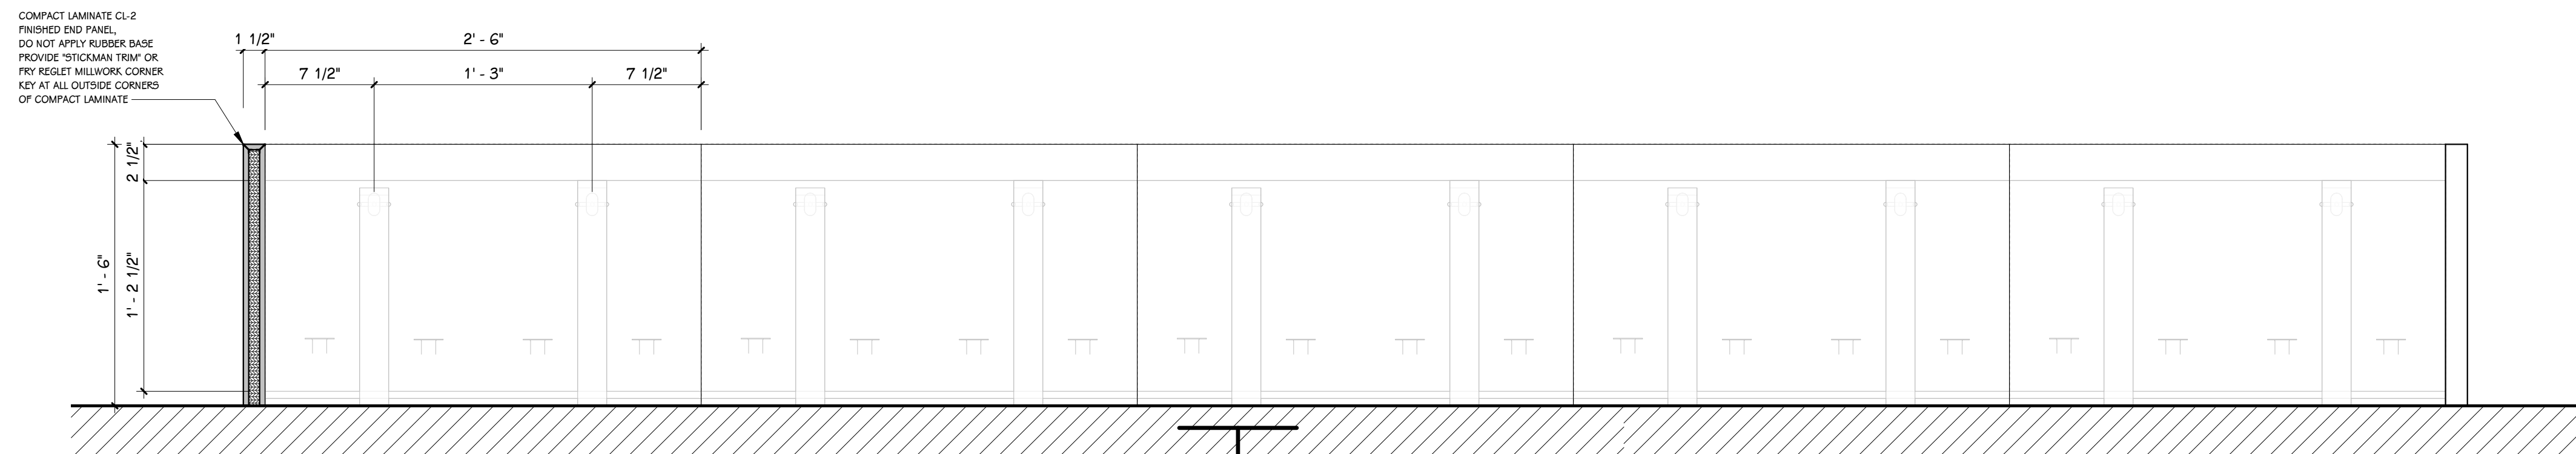 COMPACT LAMINATE CL-2
FINISHED END PANEL,
DO NOT APPLY RUBBER BASE
PROVIDE "STICKMAN TRIM" OR
FRY REGLET MILLWORK CORNER
KEY AT ALL OUTSIDE CORNERS
OF COMPACT LAMINATE
1 1/2"
2' - 6"
7 1/2"
1' - 3"
7 1/2"
2 1/2"
1' - 6"
1' - 2 1/2"